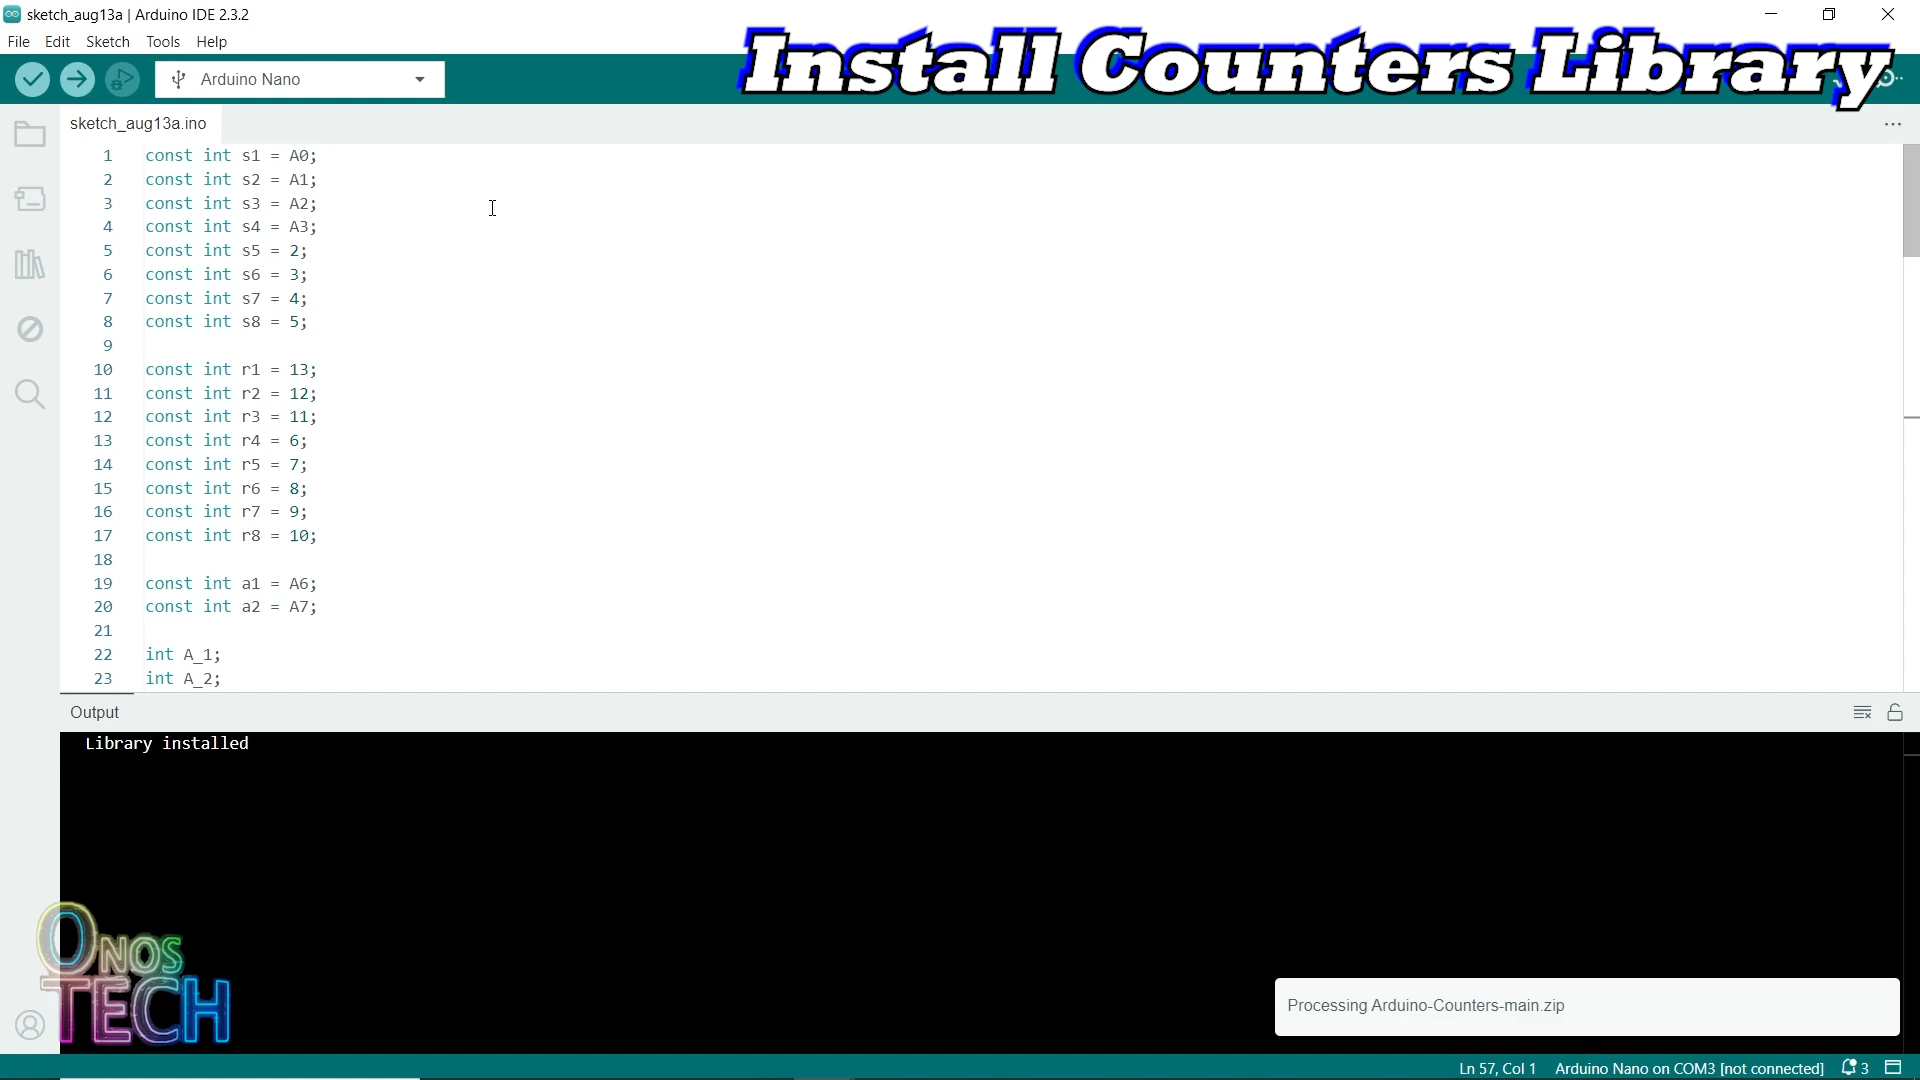 sketch_aug13a | Arduino IDE 2.3.2
File Edit Sketch Tools Help
Install Counters Library
Arduino Nano
sketch_aug13a.ino
1 const int s1 = A0;
2 const int s2 = A1;
3 const int s3 = A2;
4 const int s4 = A3;
5 const int s5 = 2;
6 const int s6 = 3;
7 const int s7 = 4;
8 const int s8 = 5;
9
10 const int r1 = 13;
11 const int r2 = 12;
12 const int r3 = 11;
13 const int r4 = 6;
14 const int r5 = 7;
15 const int r6 = 8;
16 const int r7 = 9;
17 const int r8 = 10;
18
19 const int a1 = A6;
20 const int a2 = A7;
21
22 int A_1;
23 int A_2;
Output
Library installed
ONOS
TECH
Processing Arduino-Counters-main.zip
Ln 57, Col 1 Arduino Nano on COM3 [not connected] 3